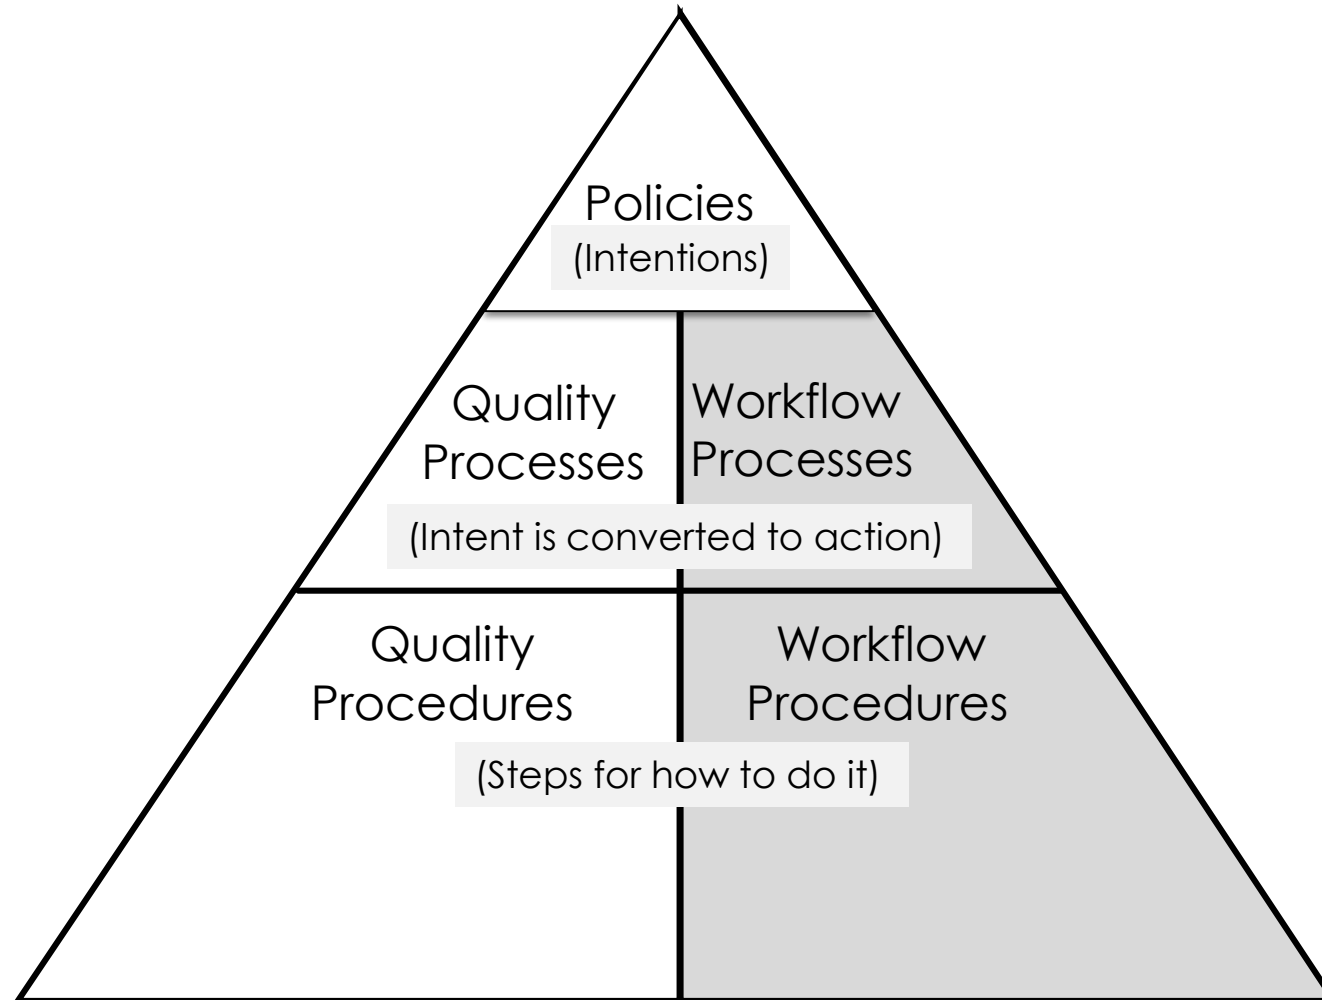 Policies
(Intentions)
Quality
Processes
Workflow
Processes
(Intent is converted to action)
Quality
Procedures
Workflow
Procedures
(Steps for how to do it)